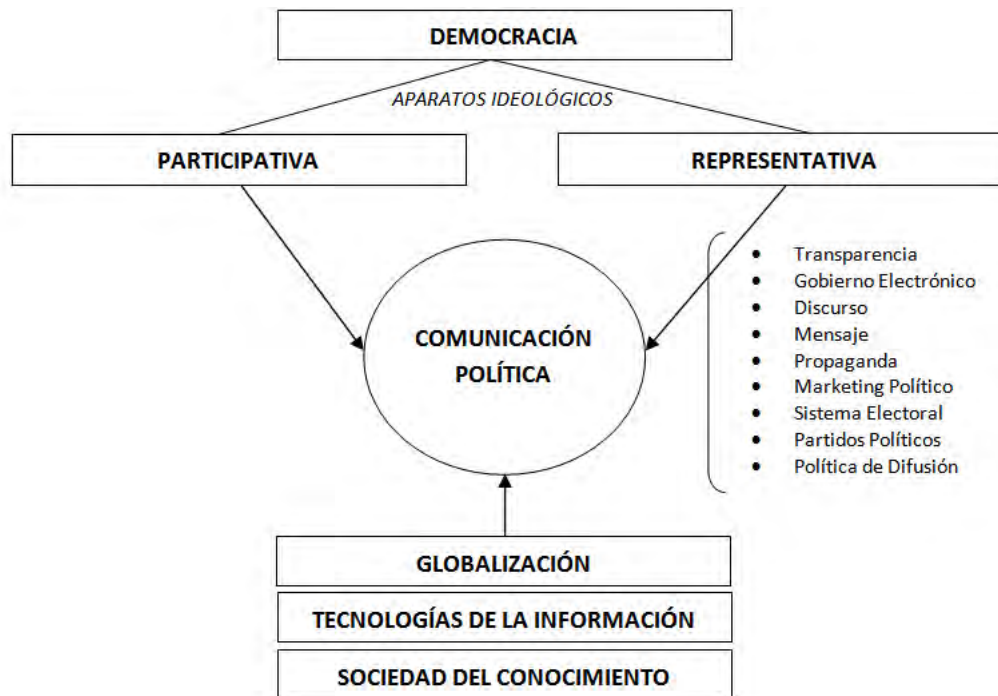 DEMOCRACIA
APARATOS IDEOLÓGICOS
PARTICIPATIVA
REPRESENTATIVA
COMUNICACIÓN
POLÍTICA
• Transparencia
• Gobierno Electrónico
• Discurso
• Mensaje
• Propaganda
• Marketing Político
• Sistema Electoral
• Partidos Políticos
• Política de Difusión
GLOBALIZACIÓN
TECNOLOGÍAS DE LA INFORMACIÓN
SOCIEDAD DEL CONOCIMIENTO